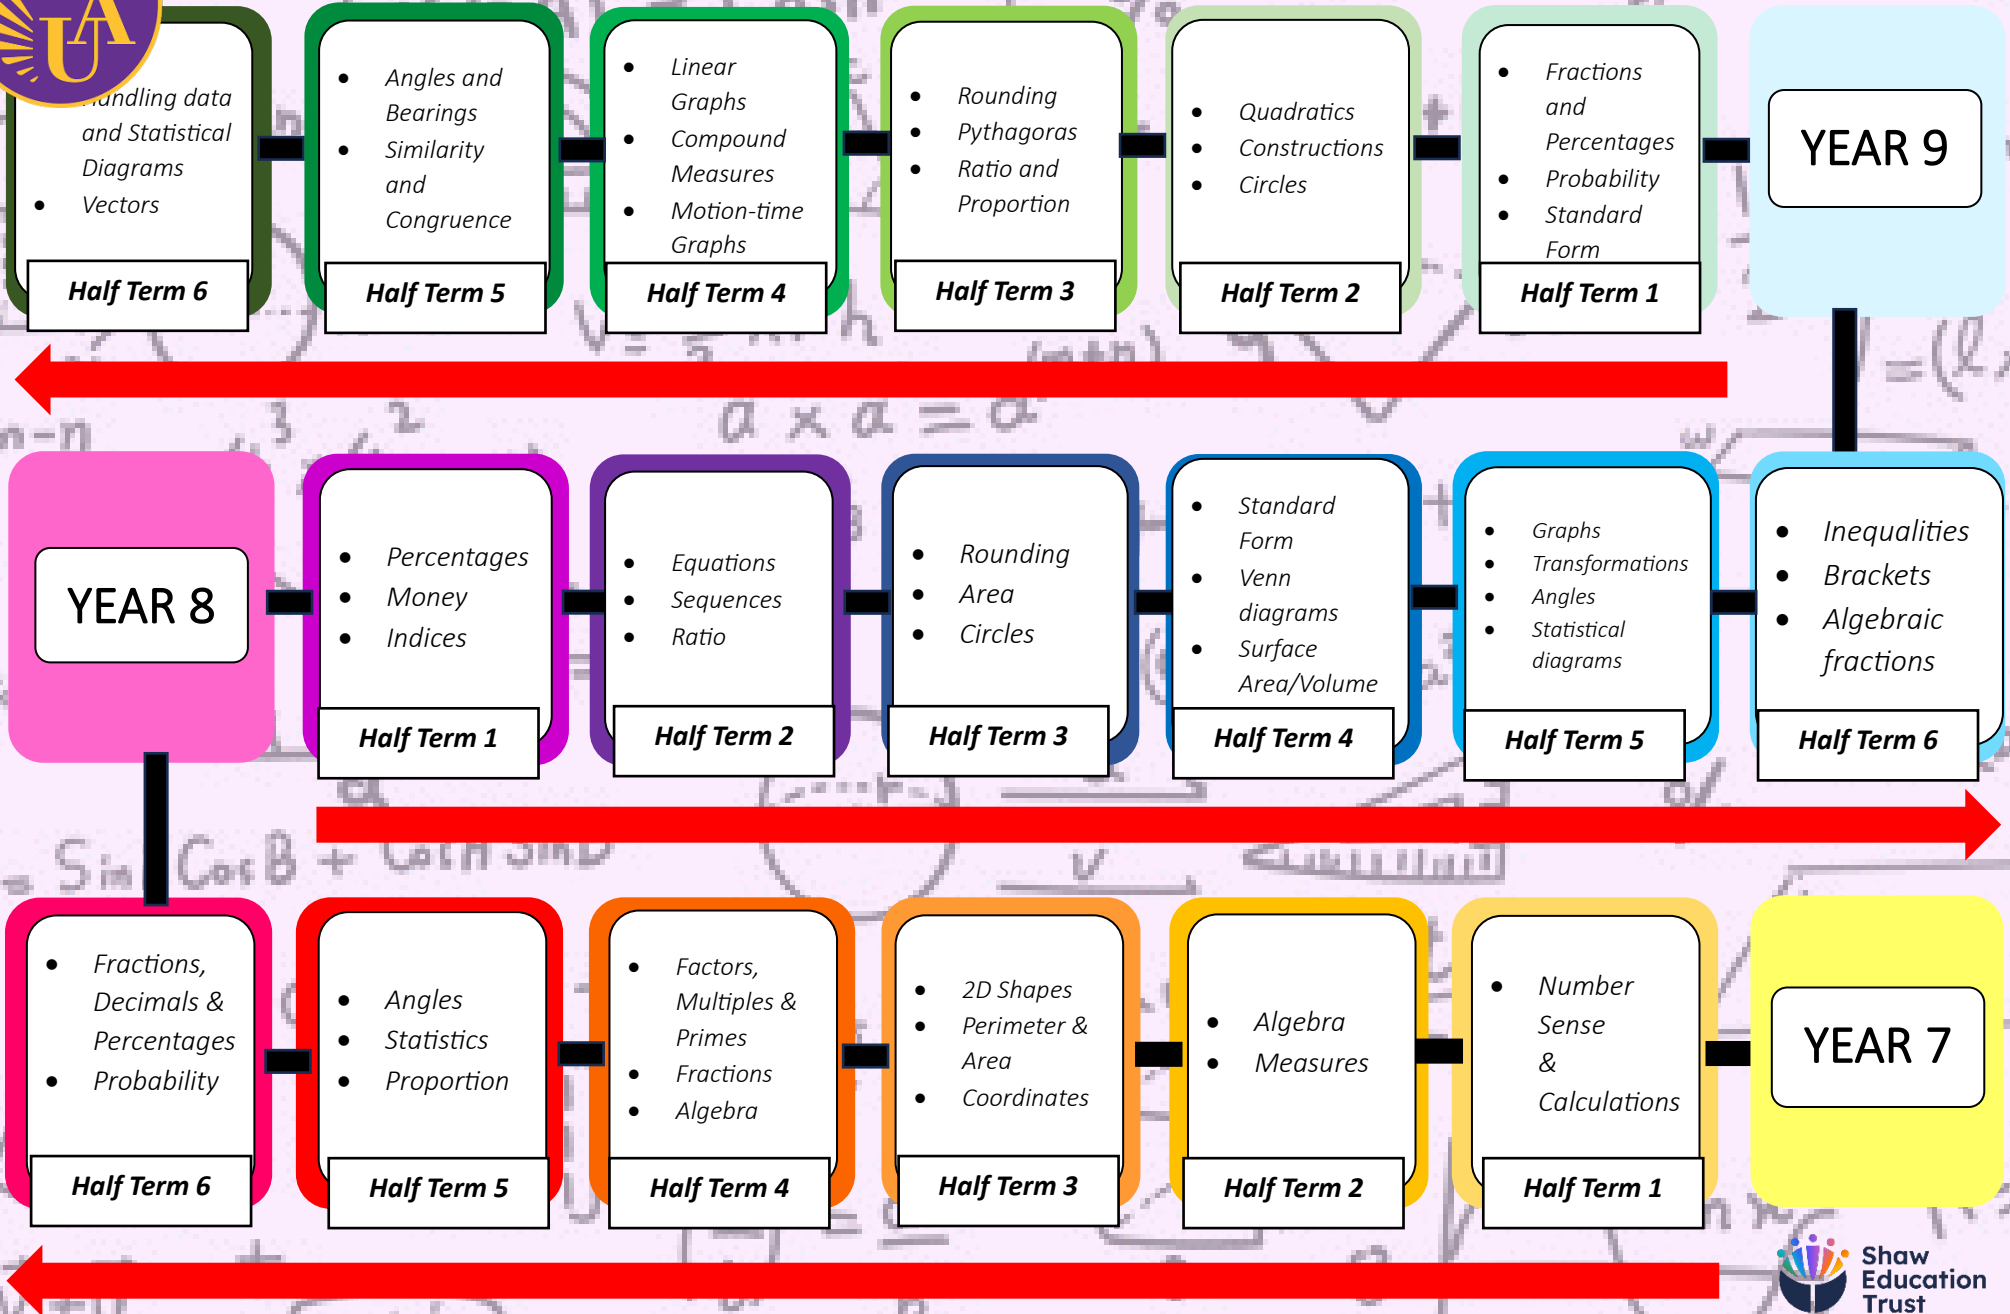 UA
Handling data
and Statistical
Diagrams
• Vectors
Half Term 6
• Angles and
Bearings
• Similarity
and
Congruence
Half Term 5
• Linear
Graphs
• Compound
Measures
• Motion-time
Graphs
Half Term 4
• Rounding
• Pythagoras
• Ratio and
Proportion
Half Term 3
• Quadratics
• Constructions
• Circles
Half Term 2
• Fractions
and
Percentages
• Probability
• Standard
Form
Half Term 1
YEAR 9
YEAR 8
• Percentages
• Money
• Indices
Half Term 1
• Equations
• Sequences
• Ratio
Half Term 2
• Rounding
• Area
• Circles
Half Term 3
• Standard
Form
• Venn
diagrams
• Surface
Area/Volume
Half Term 4
• Graphs
• Transformations
• Angles
• Statistical
diagrams
Half Term 5
• Inequalities
• Brackets
• Algebraic
fractions
Half Term 6
• Fractions,
Decimals &
Percentages
• Probability
Half Term 6
• Angles
• Statistics
• Proportion
Half Term 5
• Factors,
Multiples &
Primes
• Fractions
• Algebra
Half Term 4
• 2D Shapes
• Perimeter &
Area
• Coordinates
Half Term 3
• Algebra
• Measures
Half Term 2
• Number
Sense
&
Calculations
Half Term 1
YEAR 7
Shaw
Education
Trust